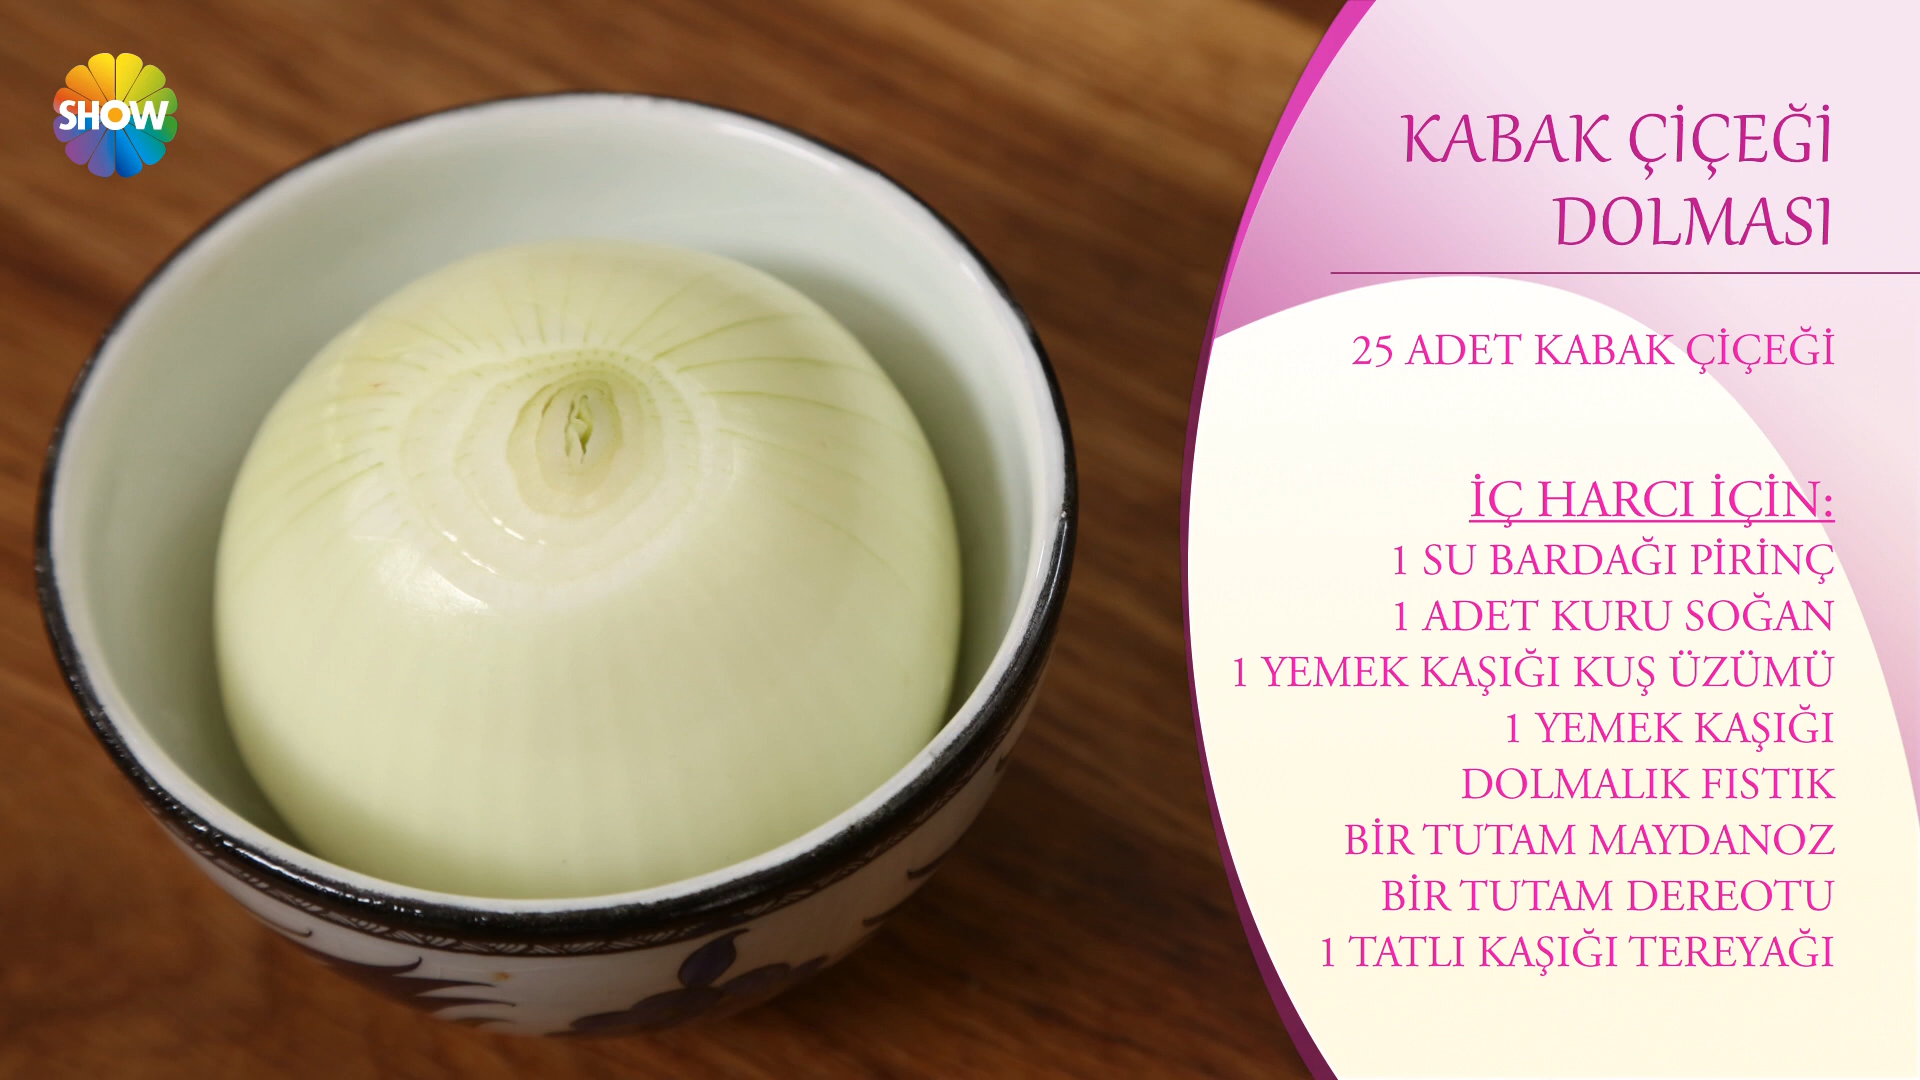 SHOW
KABAK ÇİÇEĞİ
DOLMASI
25 ADET KABAK ÇİÇEĞİ
İÇ HARCI İÇİN:
1 SU BARDAĞI PİRİNÇ
1 ADET KURU SOĞAN
1 YEMEK KAŞIĞI KUŞ ÜZÜMÜ
1 YEMEK KAŞIĞI
DOLMALIK FISTIK
BİR TUTAM MAYDANOZ
BİR TUTAM DEREOTU
1 TATLI KAŞIĞI TEREYAĞI